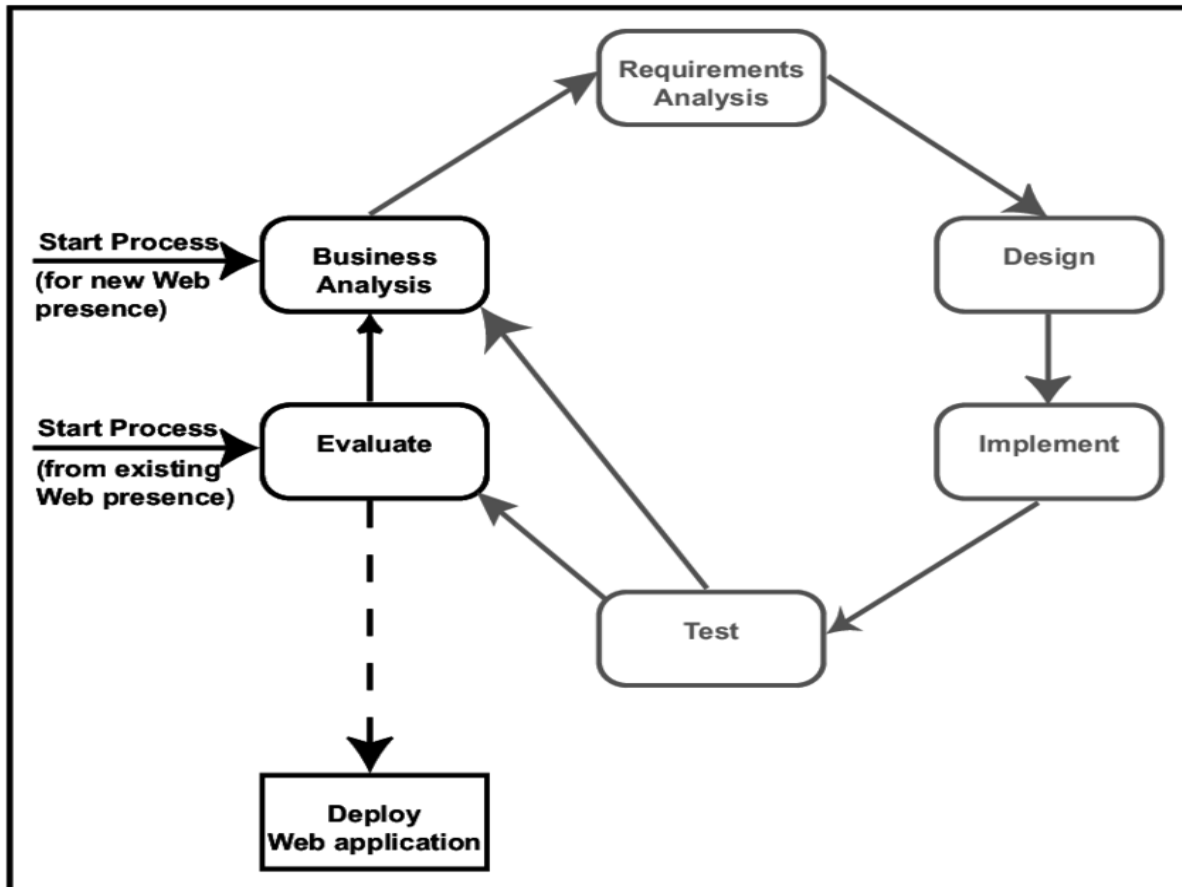 Requirements
Analysis
Start Process
(for new Web
presence)
Business
Analysis
Design
Start Process
(from existing
Web presence)
Evaluate
Implement
Test
Deploy
Web application